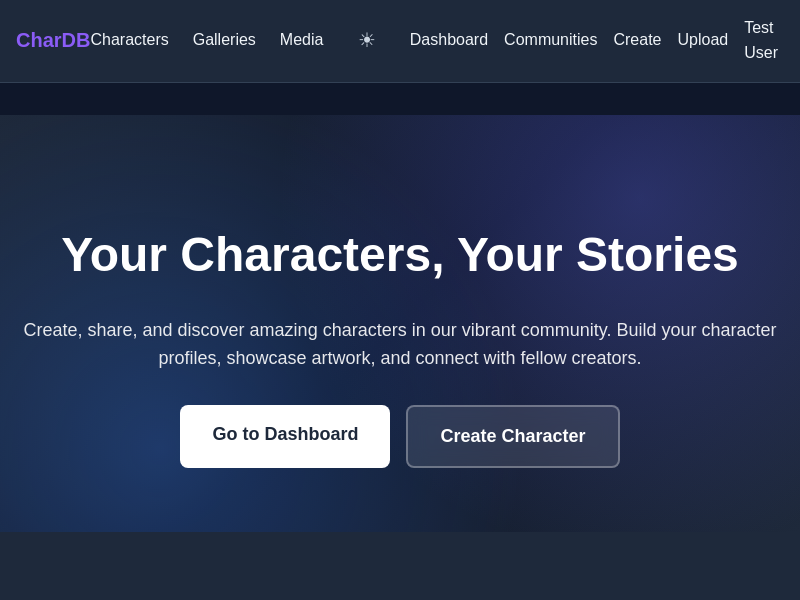 CharDB Characters Galleries Media ☀ Dashboard Communities Create Upload Test User
Your Characters, Your Stories
Create, share, and discover amazing characters in our vibrant community. Build your character
profiles, showcase artwork, and connect with fellow creators.
Go to Dashboard Create Character